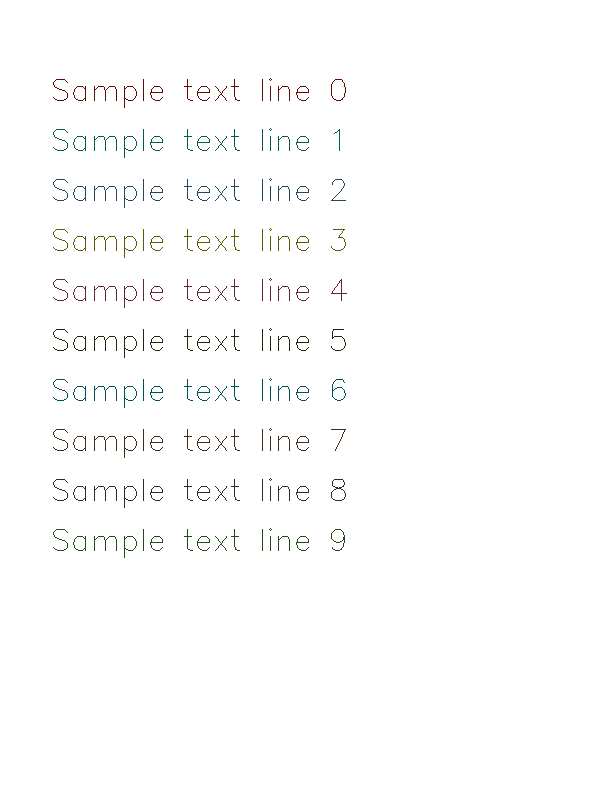 Sample text line 0
Sample text line 1
Sample text line 2
Sample text line 3
Sample text line 4
Sample text line 5
Sample text line 6
Sample text line 7
Sample text line 8
Sample text line 9